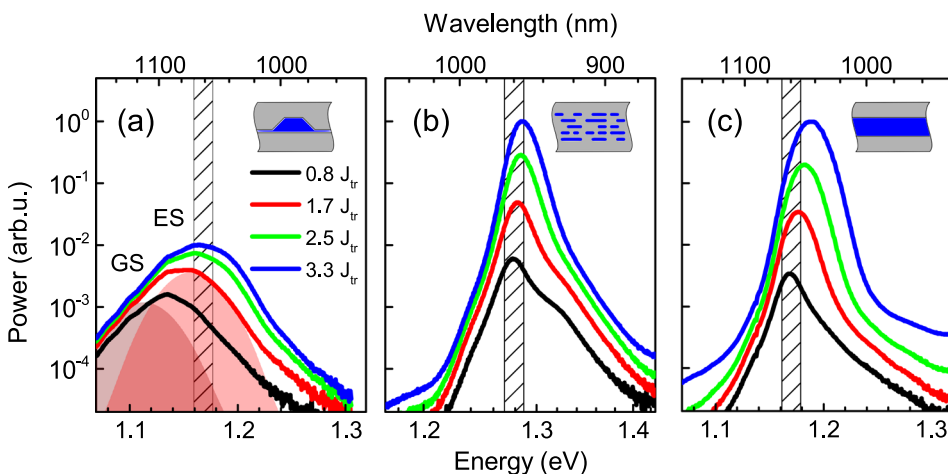 Wavelength (nm)
1100 1000 1000 900 1100 1000
(a) (b) (c)
10⁰
10⁻¹
10⁻²
10⁻³
10⁻⁴
Power (arb.u.)
0.8 J_tr
1.7 J_tr
2.5 J_tr
3.3 J_tr
ES
GS
1.1 1.2 1.3 1.2 1.3 1.4 1.1 1.2 1.3
Energy (eV)